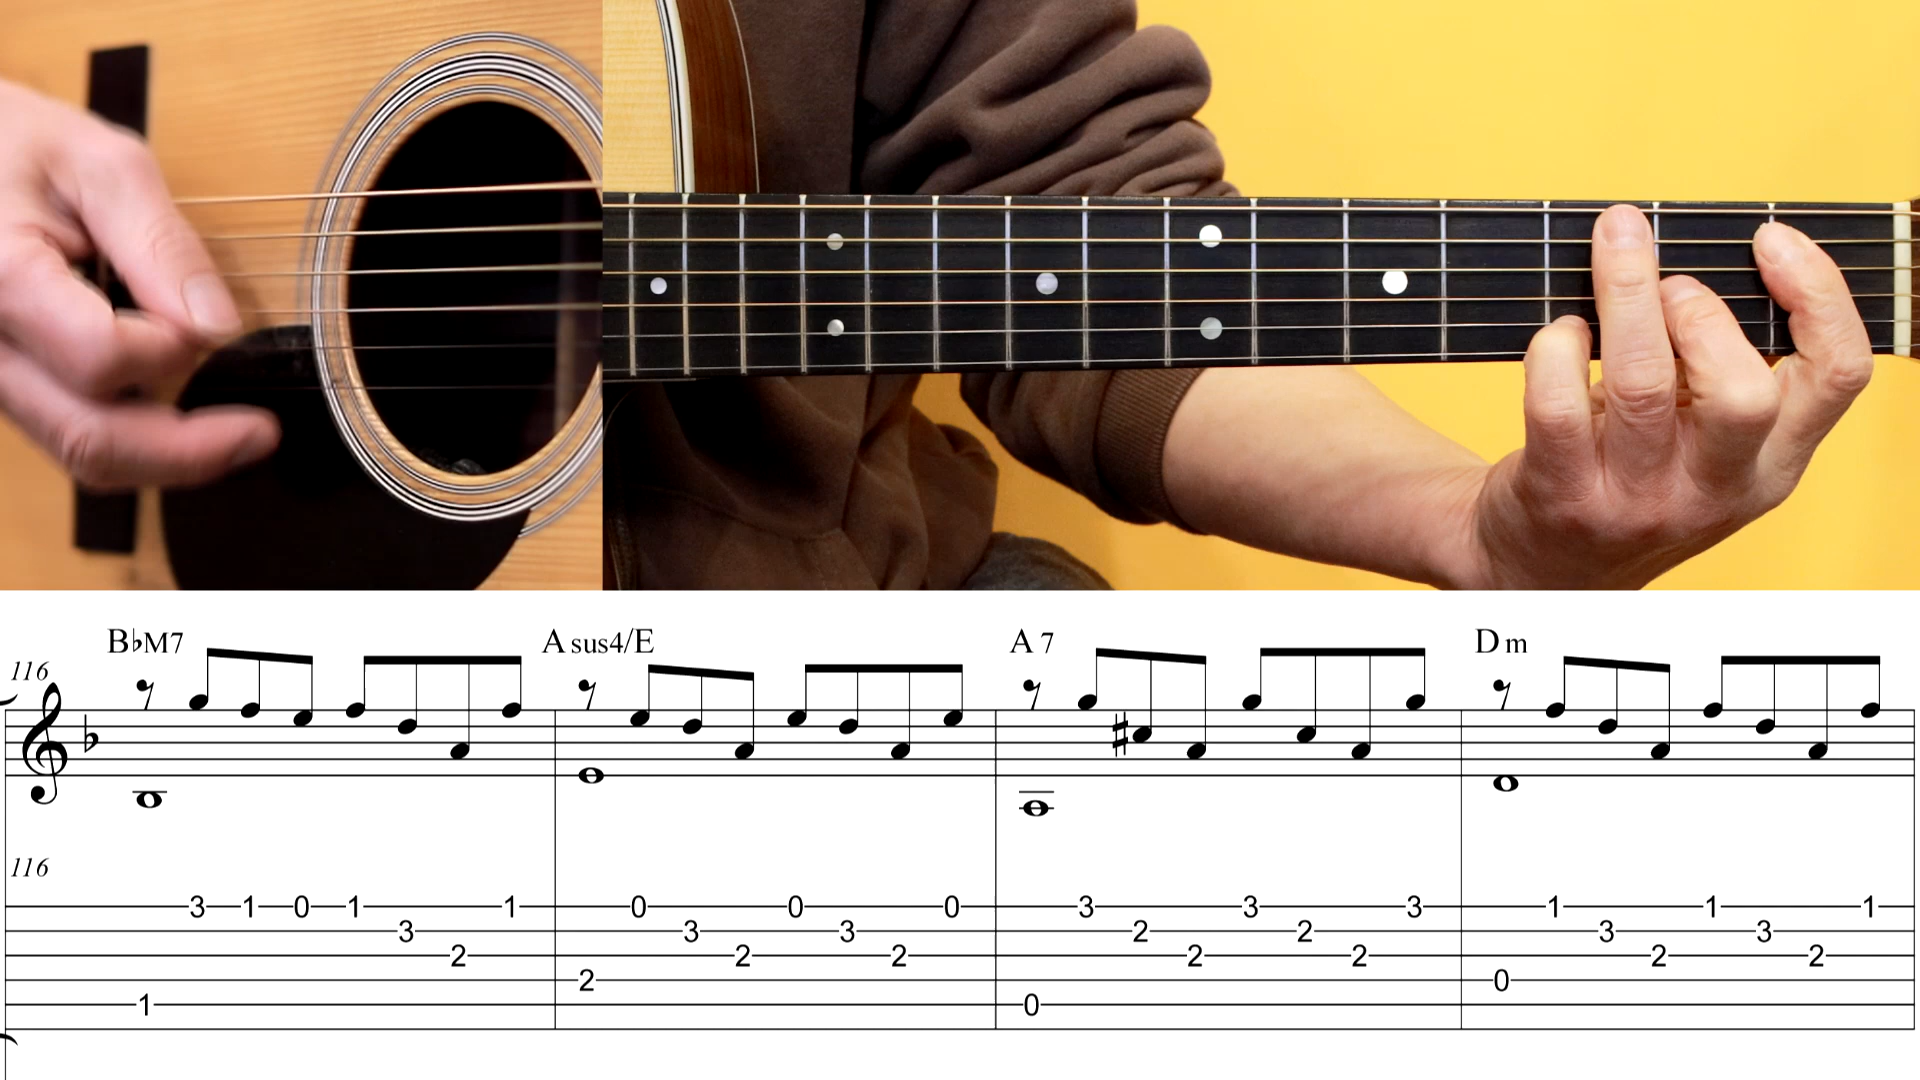 B♭M7 A sus4/E A 7 D m
116
116
3 1 0 1 1 0 0 0 3 3 3 1 1 1
3 3 3 2 2 3 3
2 2 2 2 2 2 2
2 0
1 0